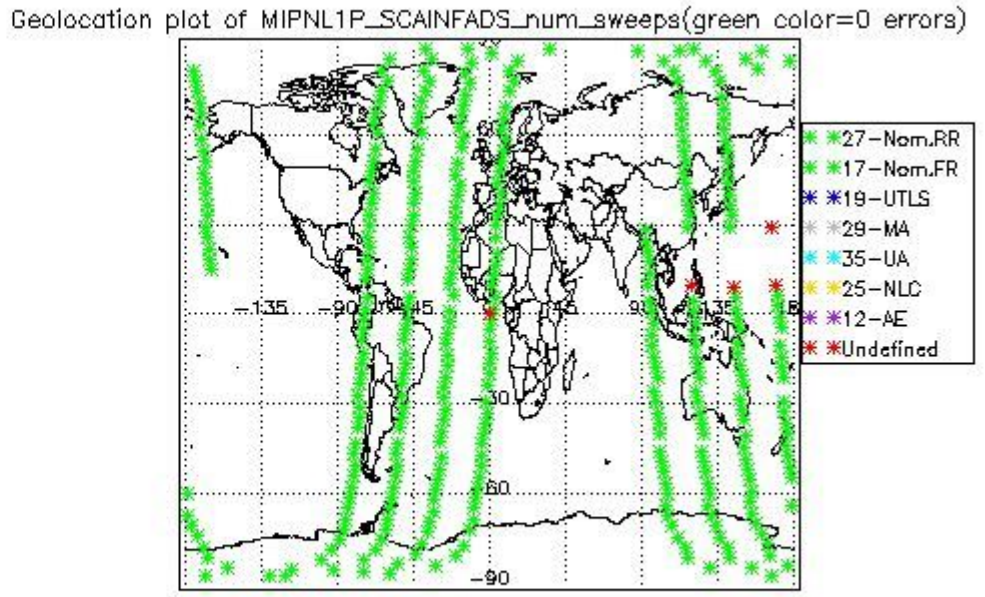 Geolocation plot of MIPNL1P_SCAINFADS_num_sweeps(green color=0 errors)
27-Nom.RR
17-Nom.FR
19-UTLS
29-MA
35-UA
25-NLC
12-AE
Undefined
-135
-90
-45
45
135
-30
-60
-90